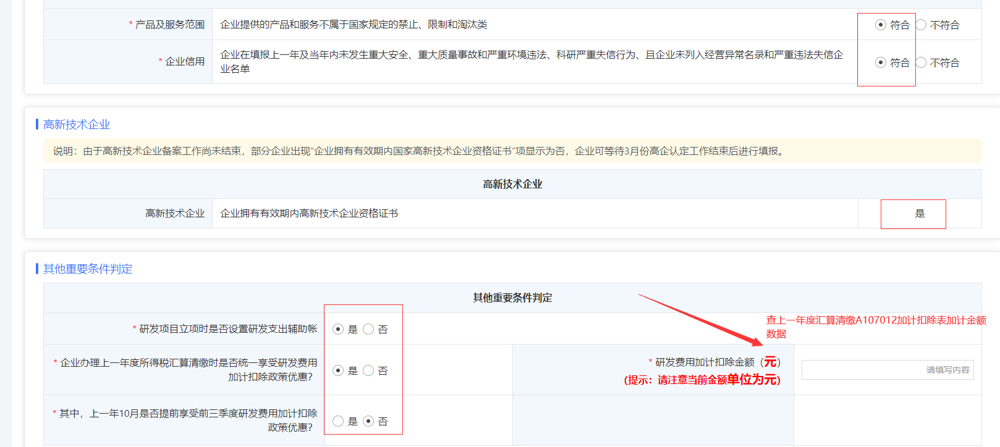 * 产品及服务范围 企业提供的产品和服务不属于国家规定的禁止、限制和淘汰类 符合 不符合
* 企业信用 企业在填报上一年及当年内未发生重大安全、重大质量事故和严重环境违法、科研严重失信行为、且企业未列入经营异常名录和严重违法失信企
业名单 符合 不符合
高新技术企业
说明：由于高新技术企业备案工作尚未结束，部分企业出现“企业拥有有效期内国家高新技术企业资格证书”项显示为否，企业可等待3月份高企认定工作结束后进行填报。
高新技术企业
高新技术企业 企业拥有有效期内高新技术企业资格证书 是
其他重要条件判定
其他重要条件判定
* 研发项目立项时是否设置研发支出辅助帐 是 否
查上一年度汇算清缴A107012加计扣除表加计金额
数据
* 企业办理上一年度所得税汇算清缴时是否统一享受研发费用
加计扣除政策优惠？ 是 否
* 研发费用加计扣除金额（元）
（提示：请注意当前金额单位为元）
请填写内容
* 其中，上一年10月是否提前享受前三季度研发费用加计扣除
政策优惠？ 是 否